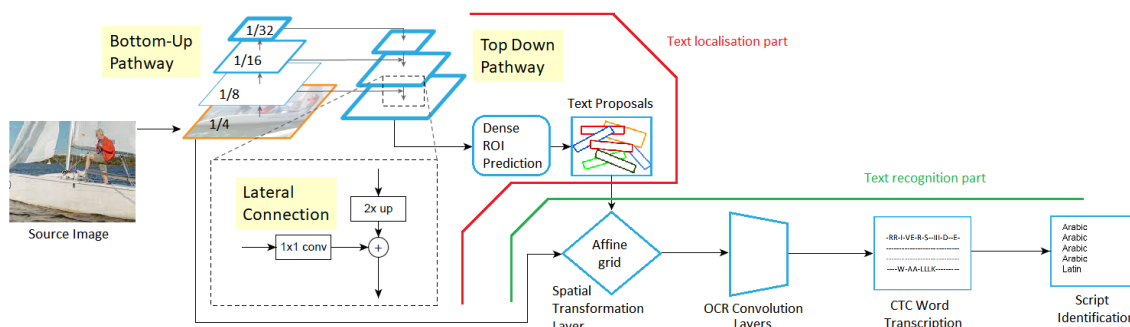 1/32
1/16
1/8
1/4
Bottom-Up
Pathway
Top Down
Pathway
Text localisation part
Source Image
Dense
ROI
Prediction
Text Proposals
Text recognition part
Lateral
Connection
2x up
1x1 conv
+
Affine
grid
Spatial
Transformation
Layer
OCR Convolution
Layers
-RR-I-VE-R-S--III-D--E-
----W-AA-LLLK---------
CTC Word
Transcription
Arabic
Arabic
Arabic
Arabic
Latin
Script
Identification